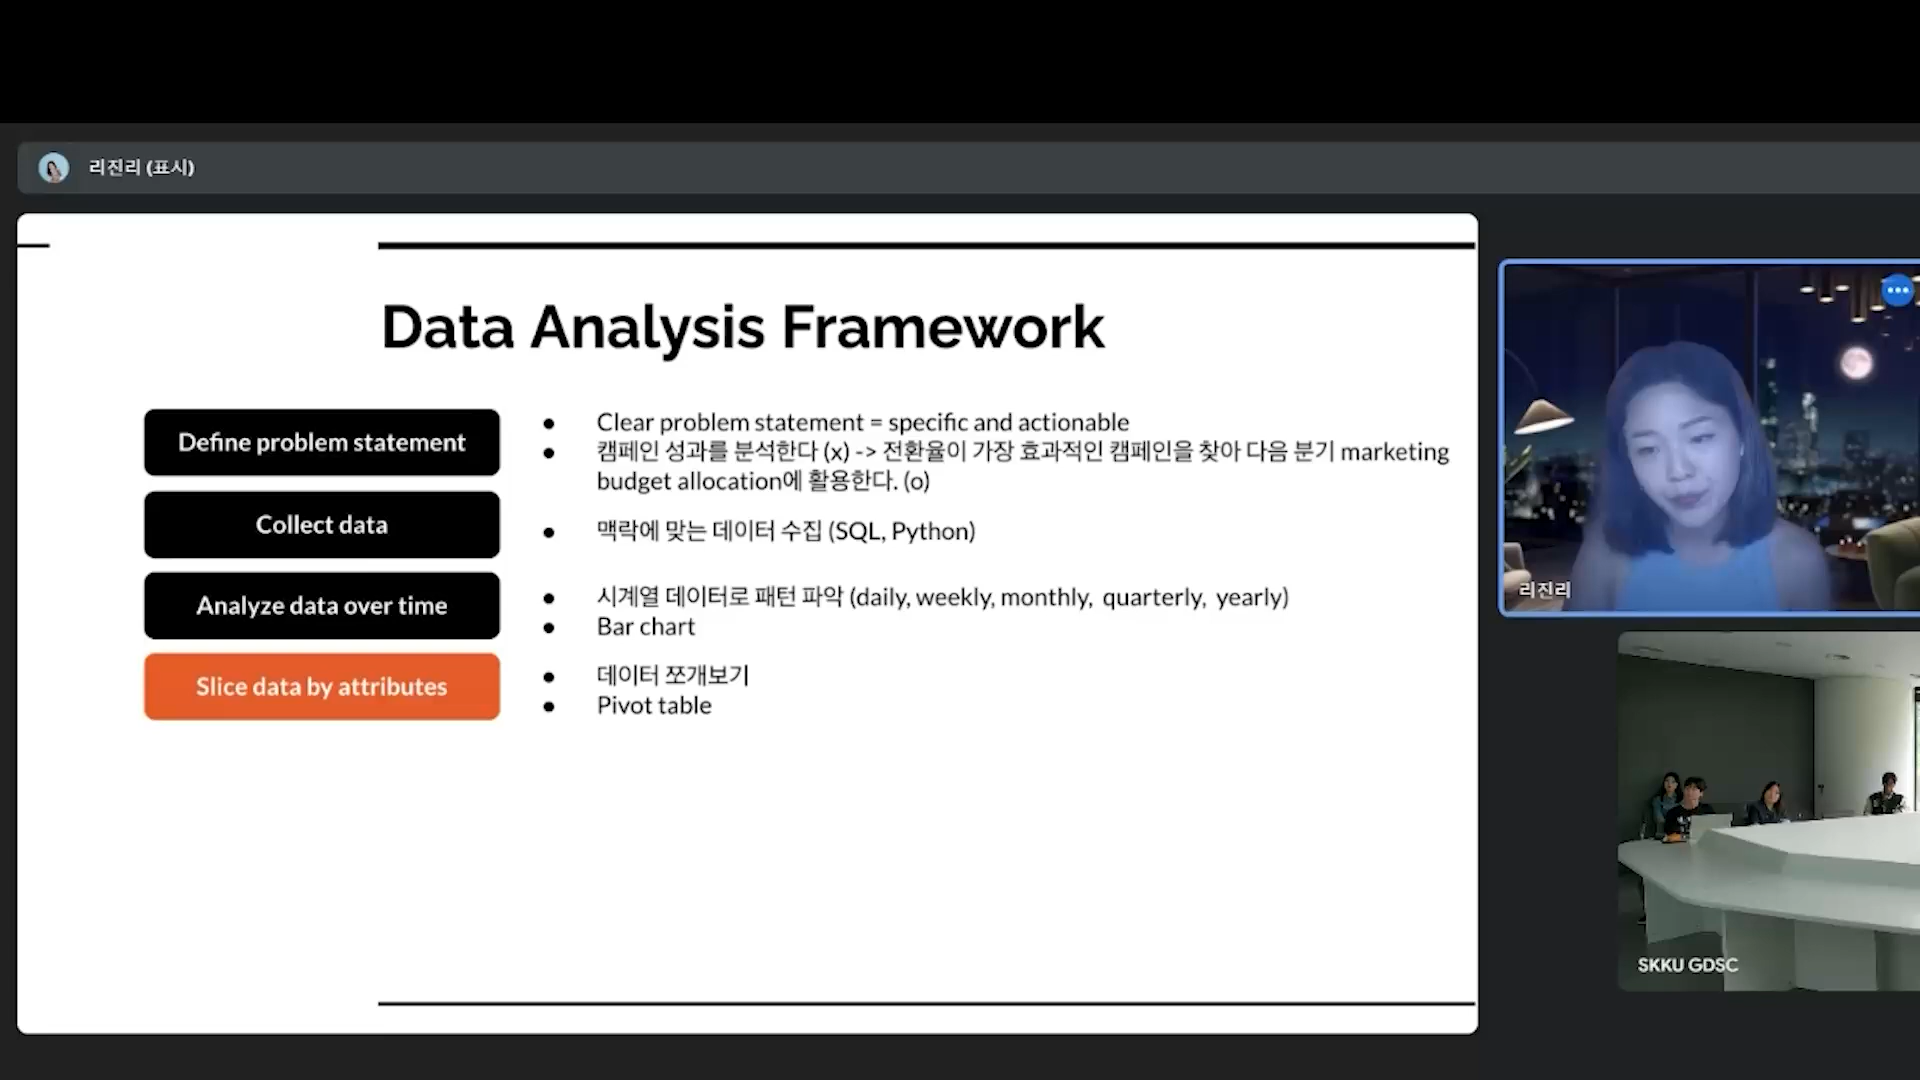 리진리 (표시)
Data Analysis Framework
Define problem statement
Clear problem statement = specific and actionable
캠페인 성과를 분석한다 (x) -> 전환율이 가장 효과적인 캠페인을 찾아 다음 분기 marketing
budget allocation에 활용한다. (o)
Collect data
맥락에 맞는 데이터 수집 (SQL, Python)
Analyze data over time
시계열 데이터로 패턴 파악 (daily, weekly, monthly, quarterly, yearly)
Bar chart
Slice data by attributes
데이터 쪼개보기
Pivot table
리진리
SKKU GDSC